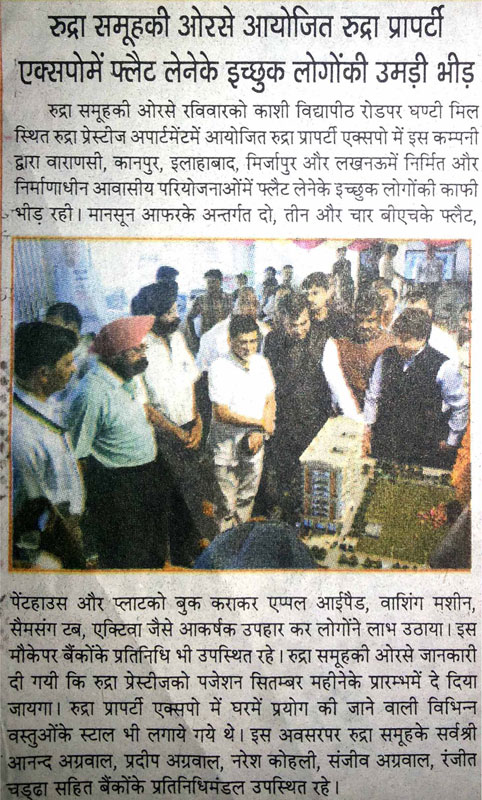 रुद्रा समूहकी ओरसे आयोजित रुद्रा प्रापर्टी
एक्सपोमें फ्लैट लेनेके इच्छुक लोगोंकी उमड़ी भीड़
रुद्रा समूहकी ओरसे रविवारको काशी विद्यापीठ रोडपर घण्टी मिल
स्थित रुद्रा प्रेस्टीज अपार्टमेंटमें आयोजित रुद्रा प्रापर्टी एक्सपो में इस कम्पनी
द्वारा वाराणसी, कानपुर, इलाहाबाद, मिर्जापुर और लखनऊमें निर्मित और
निर्माणाधीन आवासीय परियोजनाओंमें फ्लैट लेनेके इच्छुक लोगोंकी काफी
भीड़ रही। मानसून आफरके अन्तर्गत दो, तीन और चार बीएचके फ्लैट,
पेंटहाउस और प्लाटको बुक कराकर एप्पल आईपैड, वाशिंग मशीन,
सैमसंग टब, एक्टिवा जैसे आकर्षक उपहार कर लोगोंने लाभ उठाया। इस
मौकेपर बैंकोंके प्रतिनिधि भी उपस्थित रहे। रुद्रा समूहकी ओरसे जानकारी
दी गयी कि रुद्रा प्रेस्टीजको पजेशन सितम्बर महीनेके प्रारम्भमें दे दिया
जायगा। रुद्रा प्रापर्टी एक्सपो में घरमें प्रयोग की जाने वाली विभिन्न
वस्तुओंके स्टाल भी लगाये गये थे। इस अवसरपर रुद्रा समूहके सर्वश्री
आनन्द अग्रवाल, प्रदीप अग्रवाल, नरेश कोहली, संजीव अग्रवाल, रंजीत
चड्ढा सहित बैंकोंके प्रतिनिधिमंडल उपस्थित रहे।